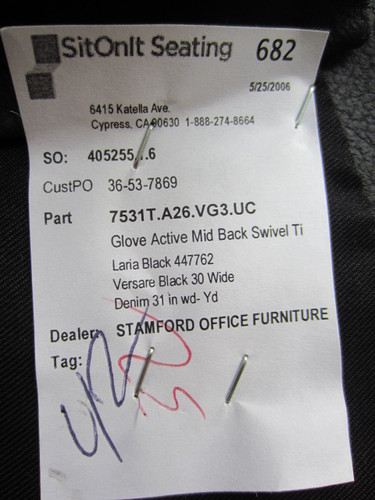 SitOnIt Seating 682
5/25/2006
6415 Katella Ave.
Cypress, CA 90630 1-888-274-8664
SO: 405255
CustPO 36-53-7869
Part 7531T.A26.VG3.UC
Glove Active Mid Back Swivel Ti
Laria Black 447762
Versare Black 30 Wide
Denim 31 in wd- Yd
Dealer: STAMFORD OFFICE FURNITURE
Tag: